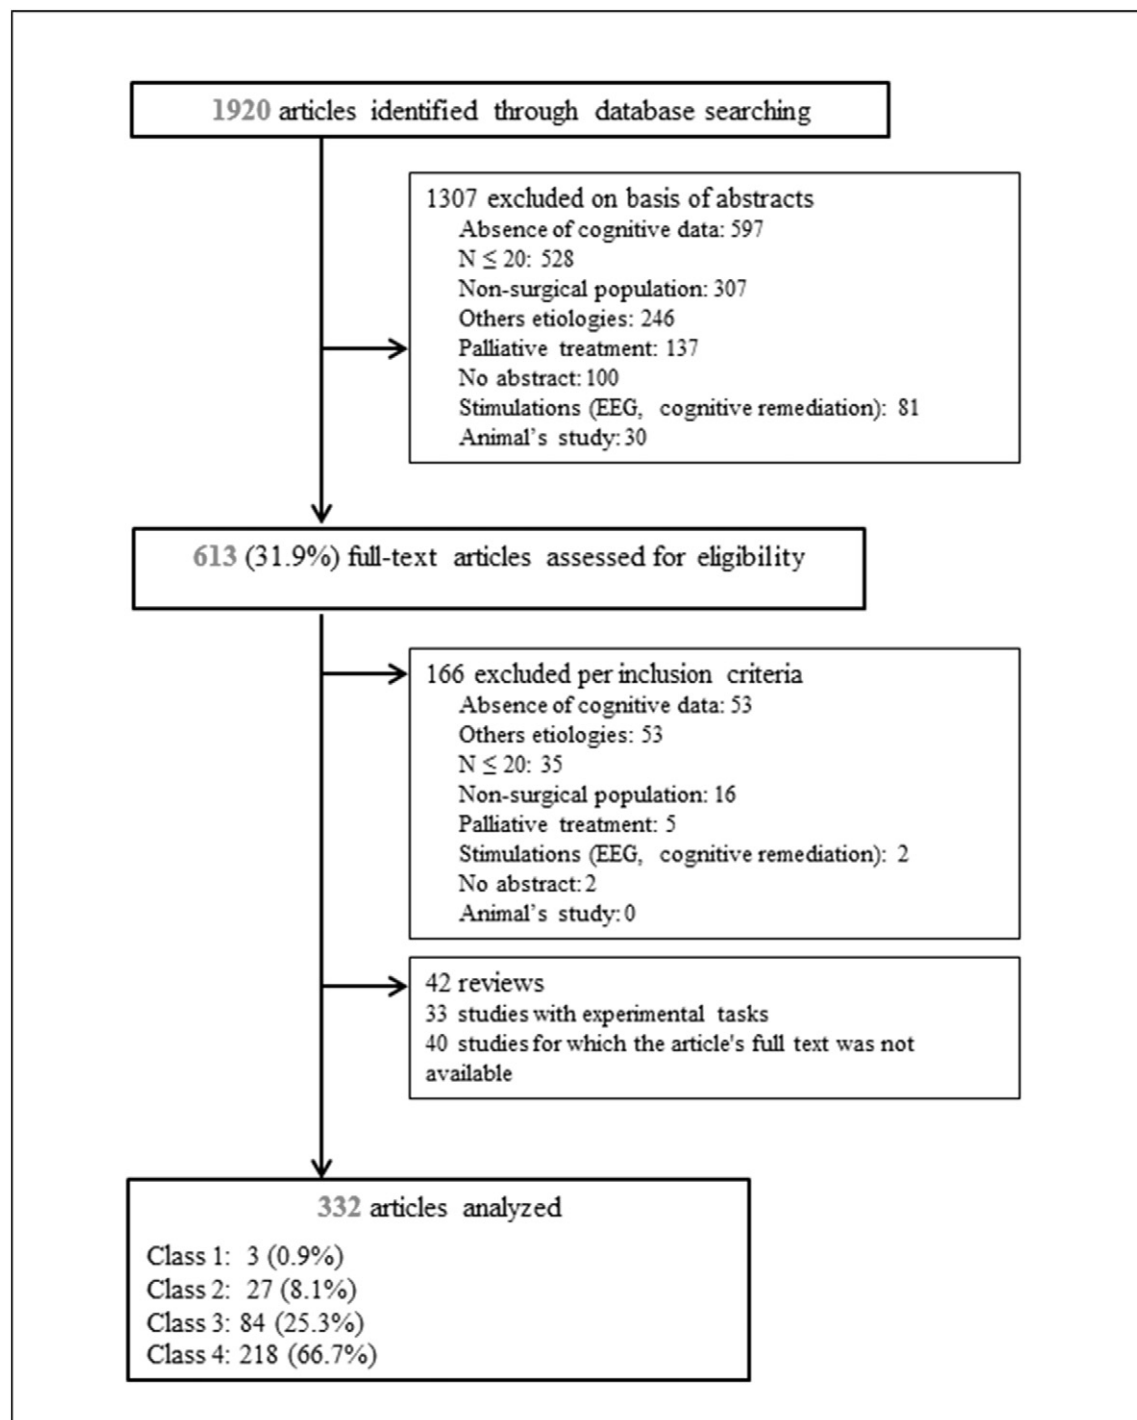 1920 articles identified through database searching
1307 excluded on basis of abstracts
Absence of cognitive data: 597
N ≤ 20: 528
Non-surgical population: 307
Others etiologies: 246
Palliative treatment: 137
No abstract: 100
Stimulations (EEG, cognitive remediation): 81
Animal's study: 30
613 (31.9%) full-text articles assessed for eligibility
166 excluded per inclusion criteria
Absence of cognitive data: 53
Others etiologies: 53
N ≤ 20: 35
Non-surgical population: 16
Palliative treatment: 5
Stimulations (EEG, cognitive remediation): 2
No abstract: 2
Animal's study: 0
42 reviews
33 studies with experimental tasks
40 studies for which the article's full text was not
available
332 articles analyzed
Class 1: 3 (0.9%)
Class 2: 27 (8.1%)
Class 3: 84 (25.3%)
Class 4: 218 (66.7%)